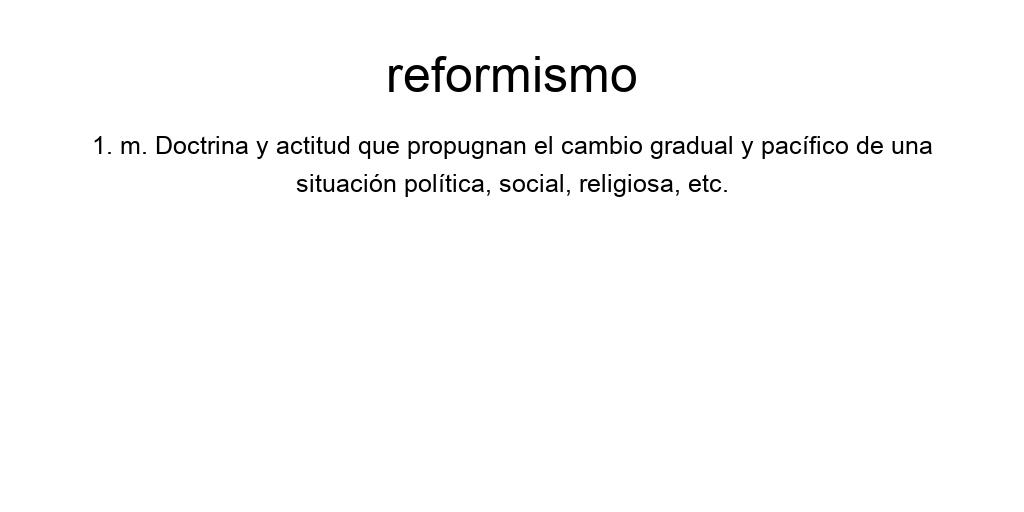 reformismo
1. m. Doctrina y actitud que propugnan el cambio gradual y pacífico de una
situación política, social, religiosa, etc.